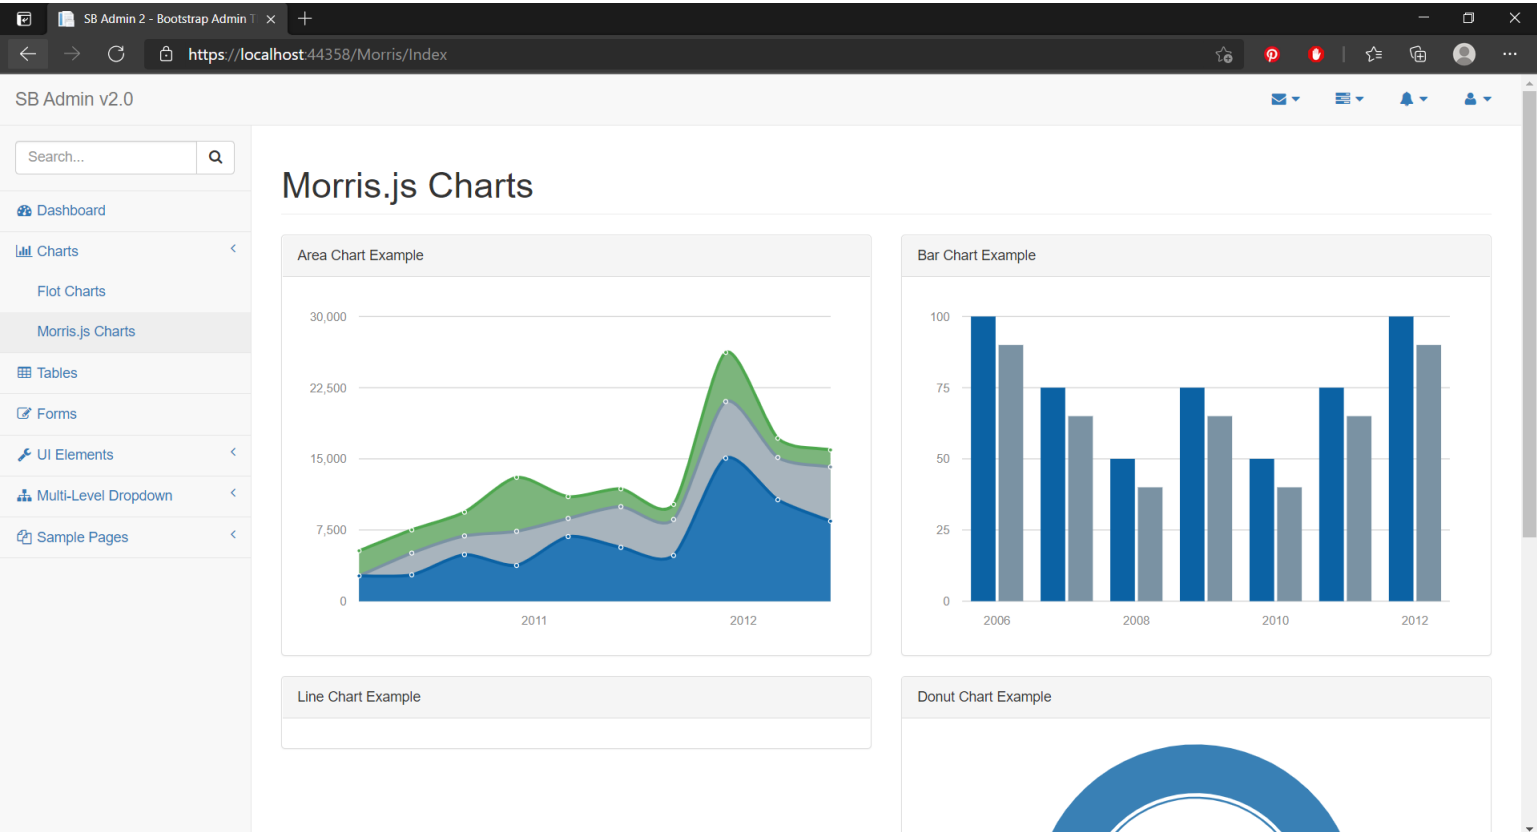 SB Admin 2 - Bootstrap Admin T
https://localhost:44358/Morris/Index
SB Admin v2.0
Search...
Dashboard
Charts
Flot Charts
Morris.js Charts
Tables
Forms
UI Elements
Multi-Level Dropdown
Sample Pages
Morris.js Charts
Area Chart Example
30,000
22,500
15,000
7,500
0
2011 2012
Bar Chart Example
100
75
50
25
0
2006 2008 2010 2012
Line Chart Example
Donut Chart Example